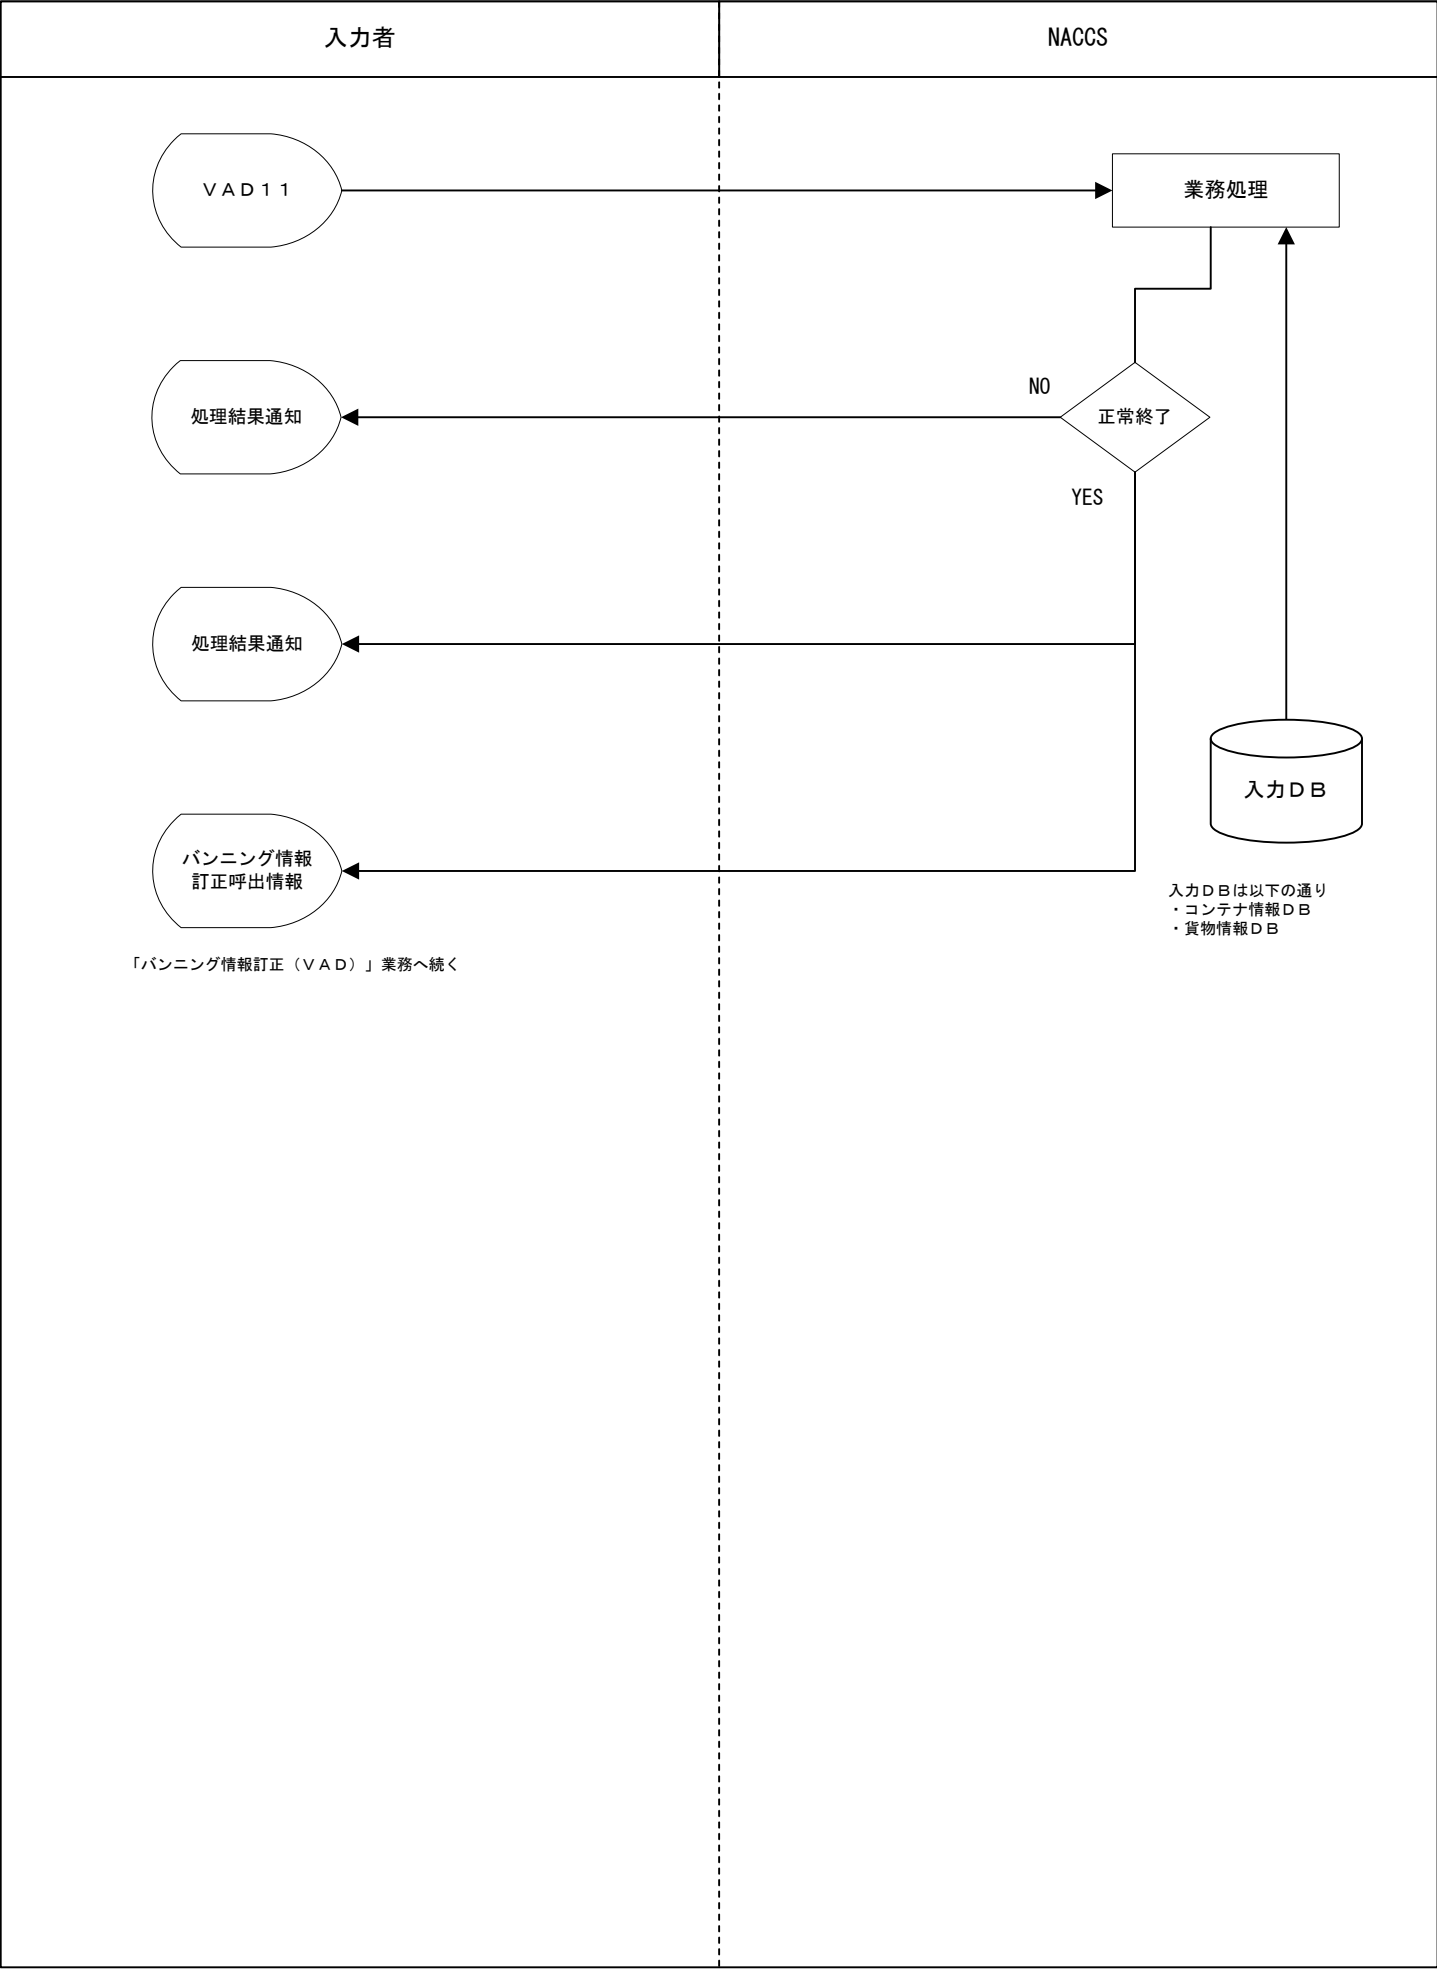 入力者
NACCS
ＶＡＤ１１
業務処理
NO
処理結果通知
正常終了
YES
処理結果通知
入力ＤＢ
バンニング情報
訂正呼出情報
入力ＤＢは以下の通り
・コンテナ情報ＤＢ
・貨物情報ＤＢ
「バンニング情報訂正（ＶＡＤ）」業務へ続く